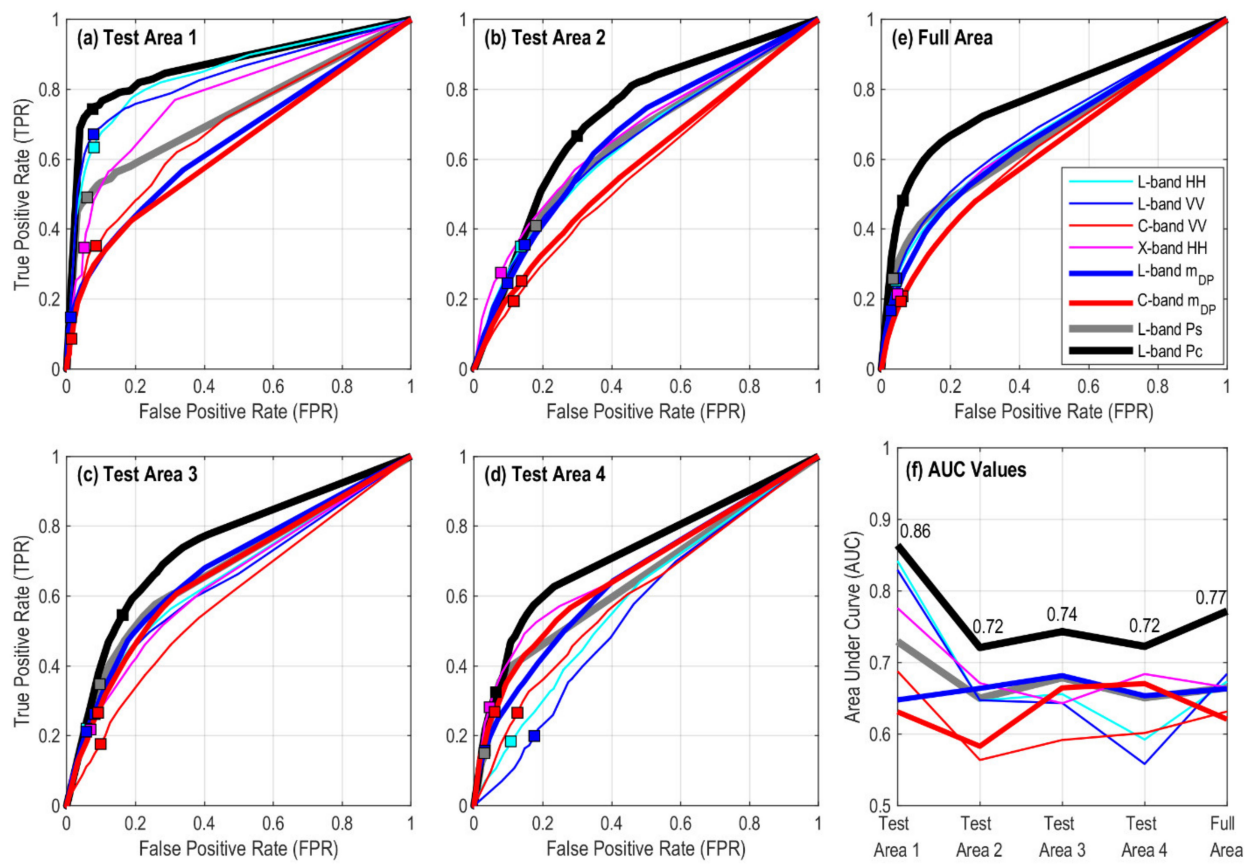 (a) Test Area 1
1
0.8
0.6
0.4
0.2
0
0 0.2 0.4 0.6 0.8 1
True Positive Rate (TPR)
False Positive Rate (FPR)
(b) Test Area 2
1
0.8
0.6
0.4
0.2
0
0 0.2 0.4 0.6 0.8 1
False Positive Rate (FPR)
(e) Full Area
1
0.8
0.6
0.4
0.2
0
0 0.2 0.4 0.6 0.8 1
False Positive Rate (FPR)
L-band HH
L-band VV
C-band VV
X-band HH
L-band mDP
C-band mDP
L-band Ps
L-band Pc
(c) Test Area 3
1
0.8
0.6
0.4
0.2
0
0 0.2 0.4 0.6 0.8 1
True Positive Rate (TPR)
False Positive Rate (FPR)
(d) Test Area 4
1
0.8
0.6
0.4
0.2
0
0 0.2 0.4 0.6 0.8 1
False Positive Rate (FPR)
(f) AUC Values
1
0.9
0.8
0.7
0.6
0.5
Area Under Curve (AUC)
0.86
0.72
0.74
0.72
0.77
Test Test Test Test Full
Area 1 Area 2 Area 3 Area 4 Area